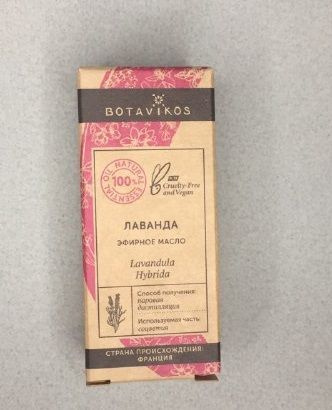 BOTAVIKOS
100% NATURAL ESSENTIAL OIL
Cruelty-Free
and Vegan
ЛАВАНДА
ЭФИРНОЕ МАСЛО
Lavandula
Hybrida
Способ получения:
паровая
дистилляция
Используемая часть:
соцветия
СТРАНА ПРОИСХОЖДЕНИЯ:
ФРАНЦИЯ